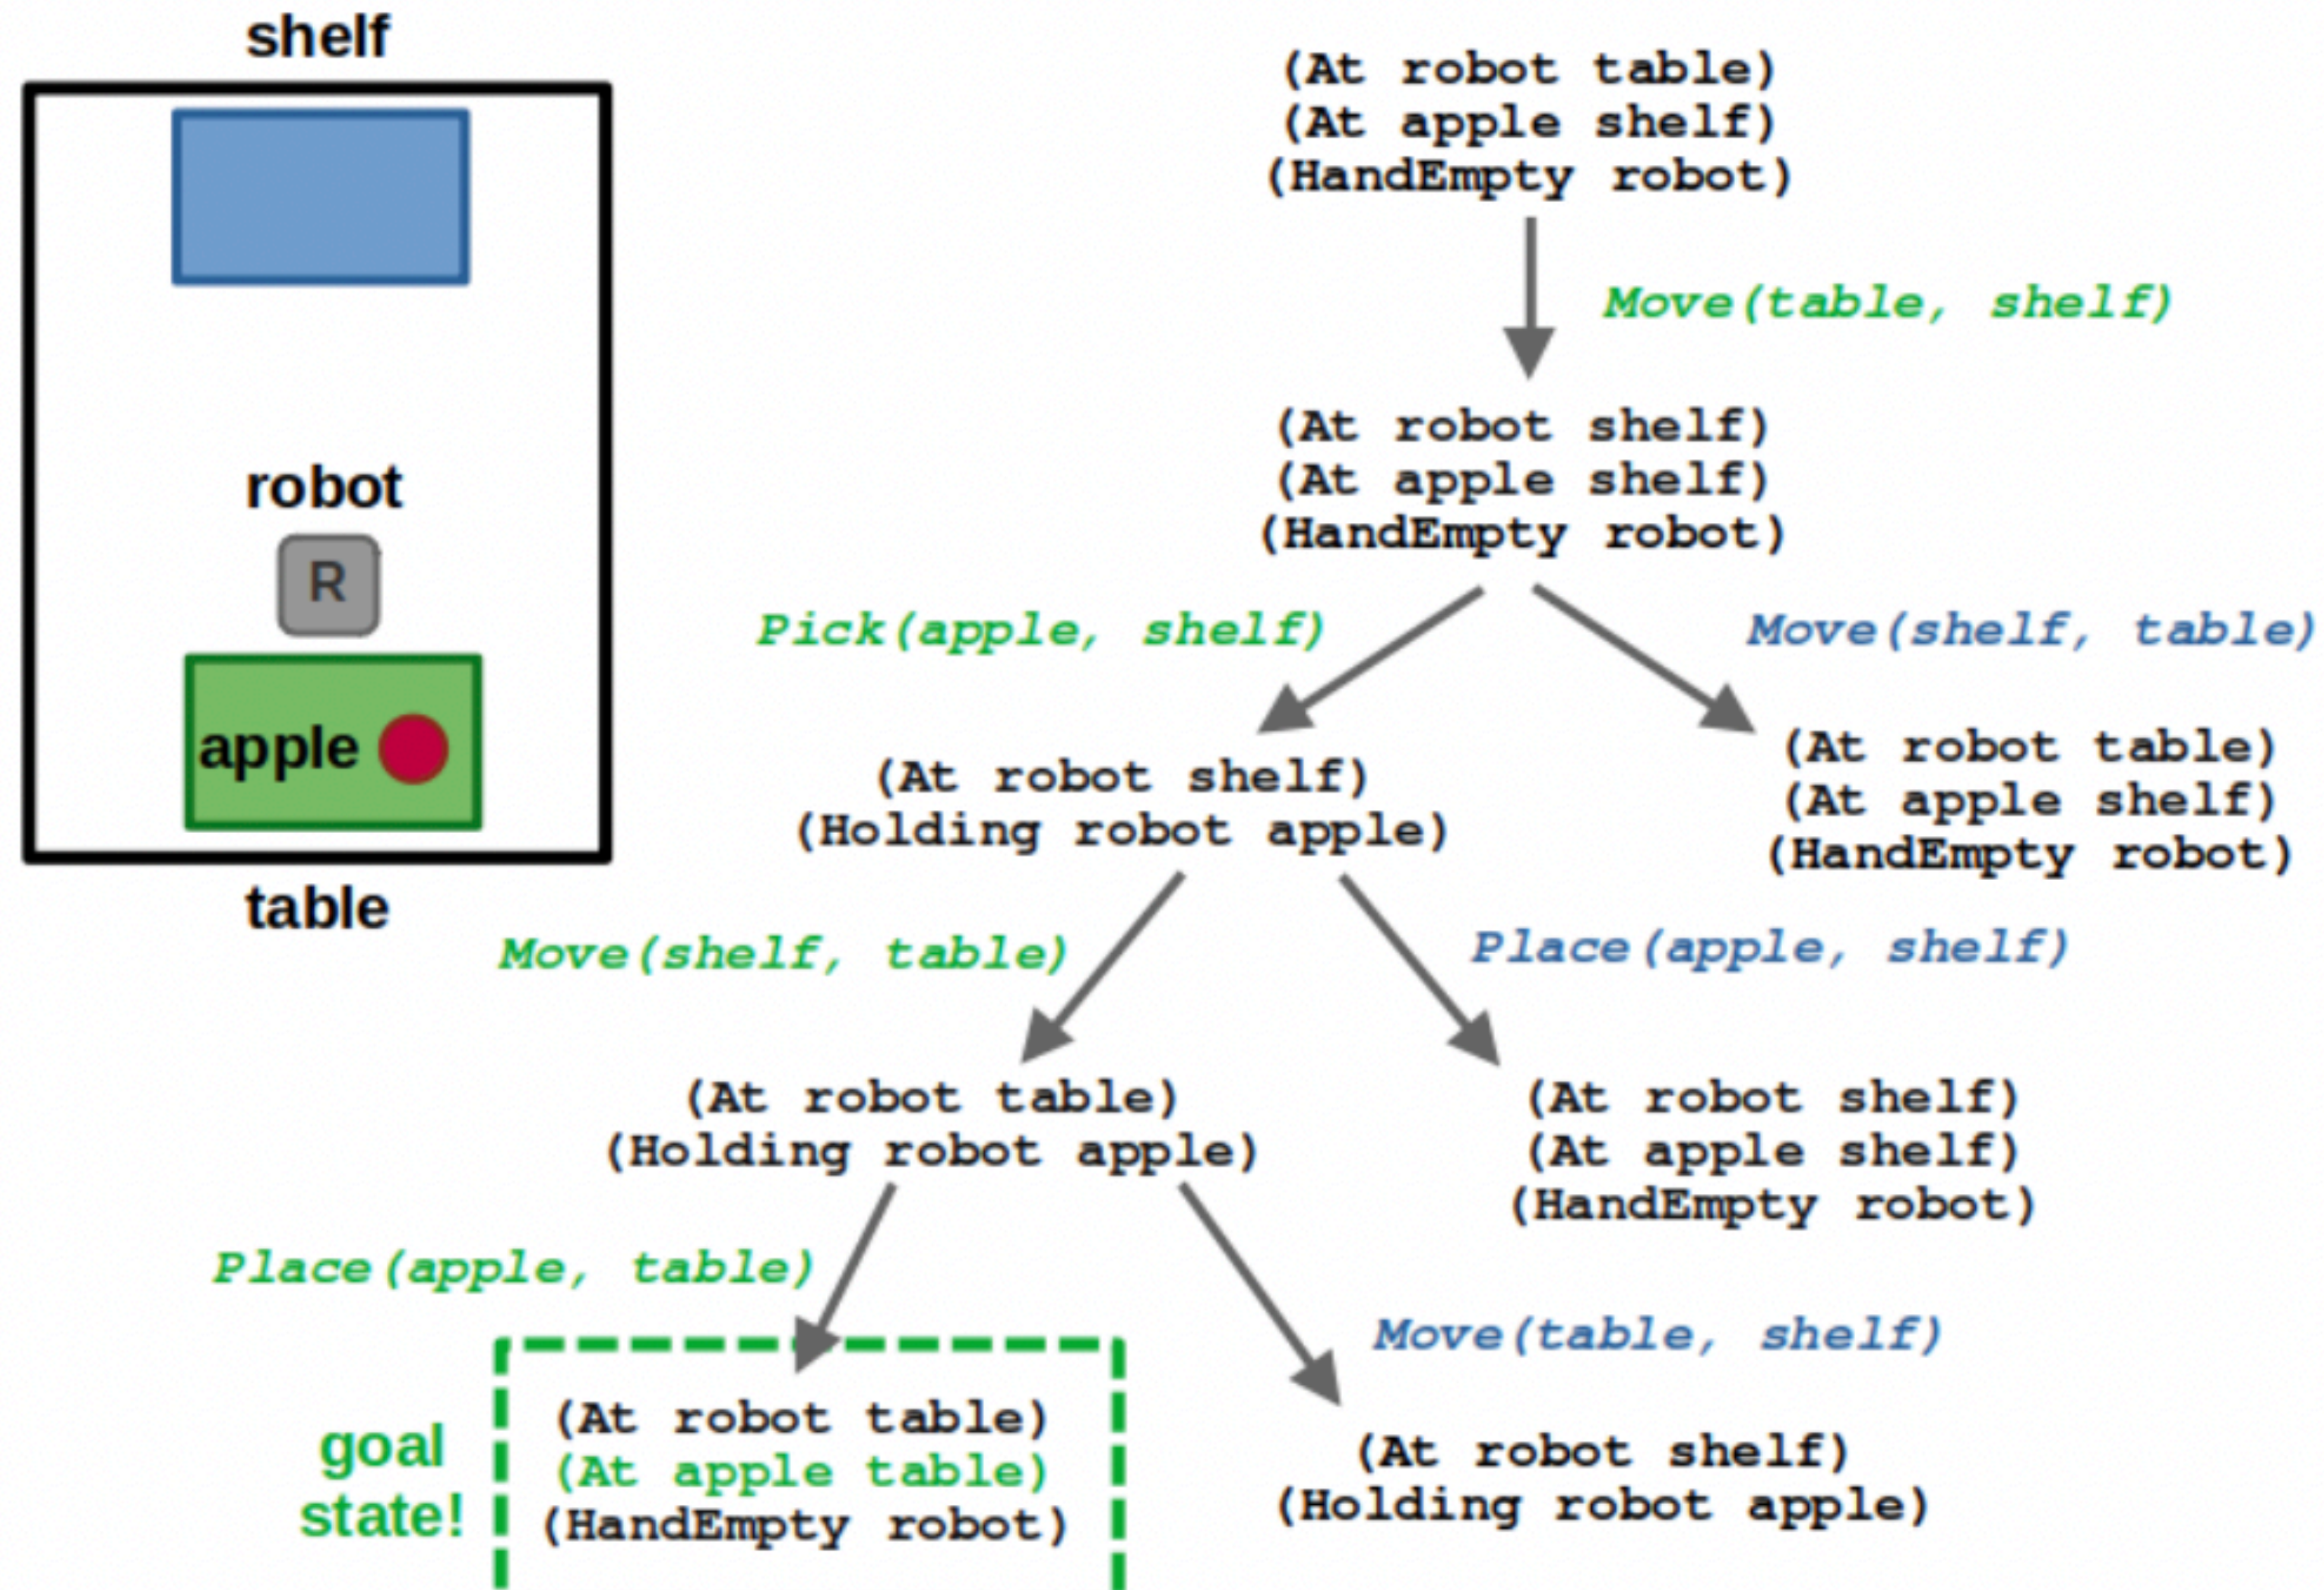 shelf
robot
R
apple
table
(At robot table)
(At apple shelf)
(HandEmpty robot)
Move(table, shelf)
(At robot shelf)
(At apple shelf)
(HandEmpty robot)
Pick(apple, shelf)
Move(shelf, table)
(At robot shelf)
(Holding robot apple)
(At robot table)
(At apple shelf)
(HandEmpty robot)
Move(shelf, table)
Place(apple, shelf)
(At robot table)
(Holding robot apple)
(At robot shelf)
(At apple shelf)
(HandEmpty robot)
Place(apple, table)
Move(table, shelf)
goal
state!
(At robot table)
(At apple table)
(HandEmpty robot)
(At robot shelf)
(Holding robot apple)